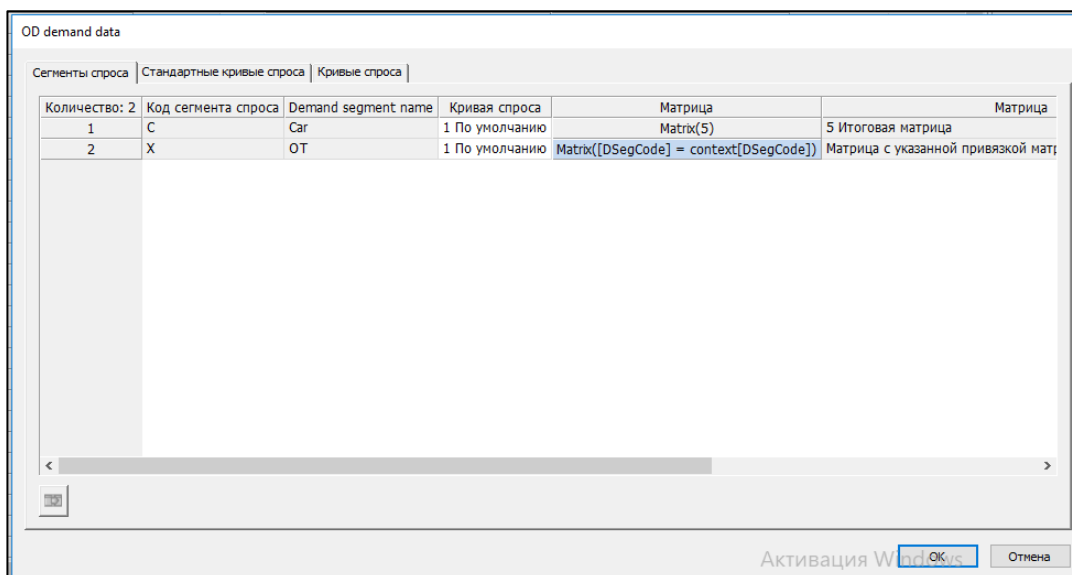 OD demand data
Сегменты спроса Стандартные кривые спроса Кривые спроса
Количество: 2 Код сегмента спроса Demand segment name Кривая спроса Матрица Матрица
1 C Car 1 По умолчанию Matrix(5) 5 Итоговая матрица
2 X ОТ 1 По умолчанию Matrix([DSegCode] = context[DSegCode]) Матрица с указанной привязкой матр
Активация Windows
OK Отмена